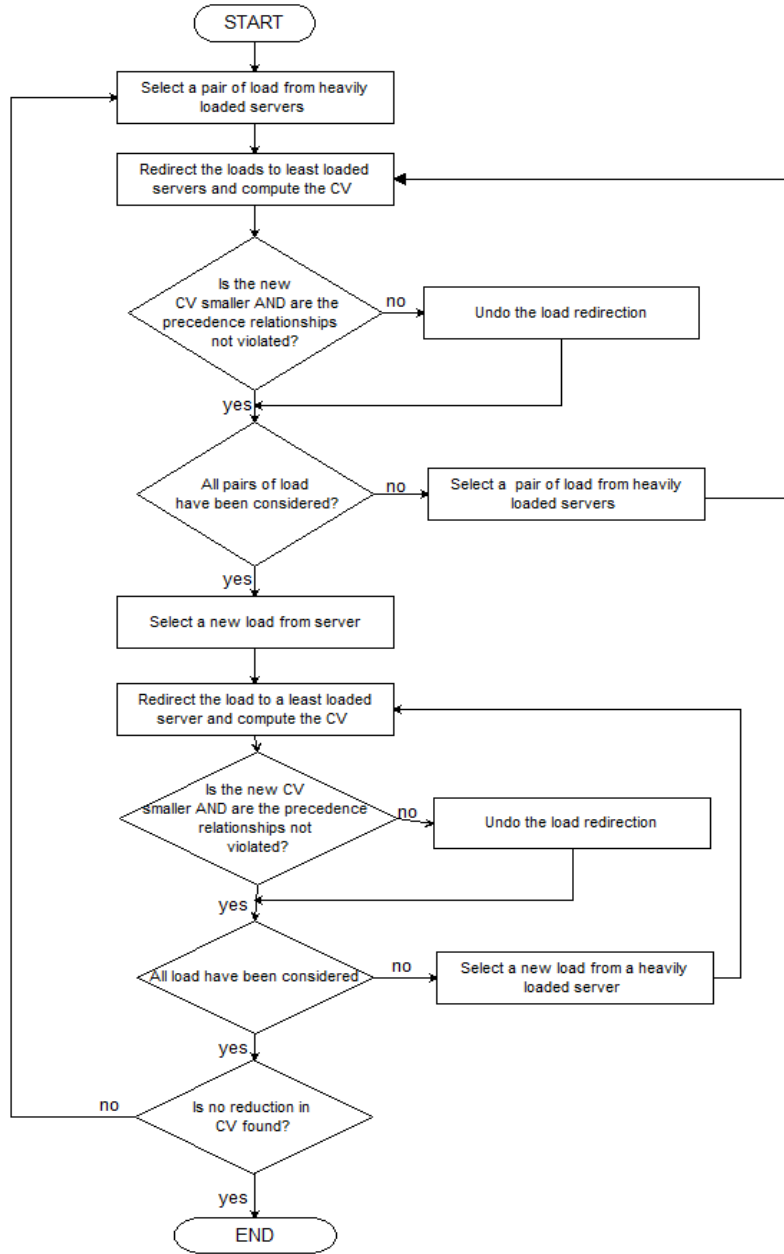 START
Select a pair of load from heavily
loaded servers
Redirect the loads to least loaded
servers and compute the CV
Is the new
CV smaller AND are the
precedence relationships
not violated?
no
Undo the load redirection
yes
All pairs of load
have been considered?
no
Select a pair of load from heavily
loaded servers
yes
Select a new load from server
Redirect the load to a least loaded
server and compute the CV
Is the new CV
smaller AND are the precedence
relationships not
violated?
no
Undo the load redirection
yes
All load have been considered
no
Select a new load from a heavily
loaded server
yes
Is no reduction in
CV found?
no
yes
END